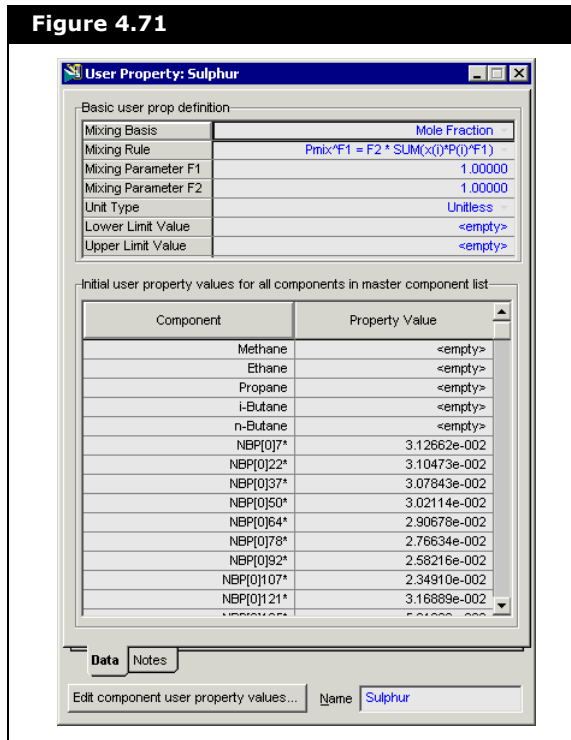 Figure 4.71
User Property: Sulphur
Basic user prop definition
Mixing Basis Mole Fraction
Mixing Rule Pmix^F1 = F2 * SUM(x(i)*P(i)^F1)
Mixing Parameter F1 1.00000
Mixing Parameter F2 1.00000
Unit Type Unitless
Lower Limit Value <empty>
Upper Limit Value <empty>
Initial user property values for all components in master component list
Component Property Value
Methane <empty>
Ethane <empty>
Propane <empty>
i-Butane <empty>
n-Butane <empty>
NBP[0]7* 3.12662e-002
NBP[0]22* 3.10473e-002
NBP[0]37* 3.07843e-002
NBP[0]50* 3.02114e-002
NBP[0]64* 2.90678e-002
NBP[0]78* 2.76634e-002
NBP[0]92* 2.58216e-002
NBP[0]107* 2.34910e-002
NBP[0]121* 3.16889e-002
Data Notes
Edit component user property values... Name Sulphur